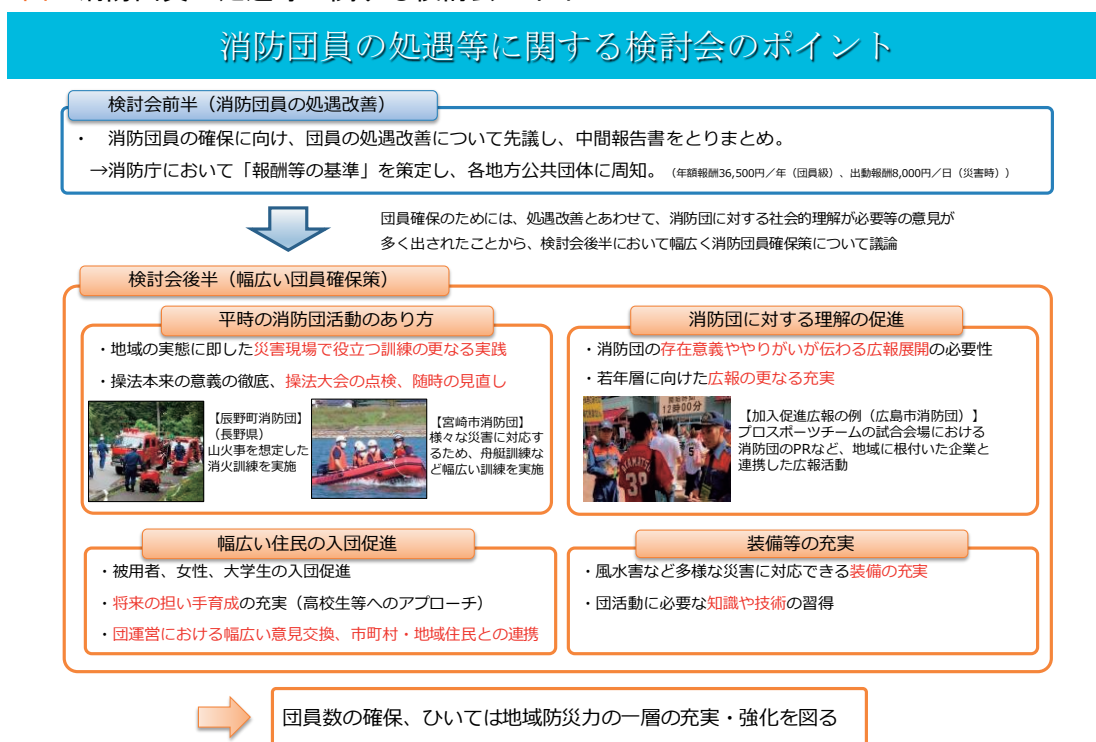 消防団員の処遇等に関する検討会のポイント
検討会前半（消防団員の処遇改善）
・ 消防団員の確保に向け、団員の処遇改善について先議し、中間報告書をとりまとめ。
→消防庁において「報酬等の基準」を策定し、各地方公共団体に周知。（年額報酬36,500円／年（団員級）、出動報酬8,000円／日（災害時））
団員確保のためには、処遇改善とあわせて、消防団に対する社会的理解が必要等の意見が
多く出されたことから、検討会後半において幅広く消防団員確保策について議論
検討会後半（幅広い団員確保策）
平時の消防団活動のあり方
・地域の実態に即した災害現場で役立つ訓練の更なる実践
・操法本来の意義の徹底、操法大会の点検、随時の見直し
【辰野町消防団】
（長野県）
山火事を想定した
消火訓練を実施
【宮崎市消防団】
様々な災害に対応す
るため、舟艇訓練な
ど幅広い訓練を実施
消防団に対する理解の促進
・消防団の存在意義ややりがいが伝わる広報展開の必要性
・若年層に向けた広報の更なる充実
12時00分
【加入促進広報の例（広島市消防団）】
プロスポーツチームの試合会場における
消防団のPRなど、地域に根付いた企業と
連携した広報活動
幅広い住民の入団促進
・被用者、女性、大学生の入団促進
・将来の担い手育成の充実（高校生等へのアプローチ）
・団運営における幅広い意見交換、市町村・地域住民との連携
装備等の充実
・風水害など多様な災害に対応できる装備の充実
・団活動に必要な知識や技術の習得
団員数の確保、ひいては地域防災力の一層の充実・強化を図る